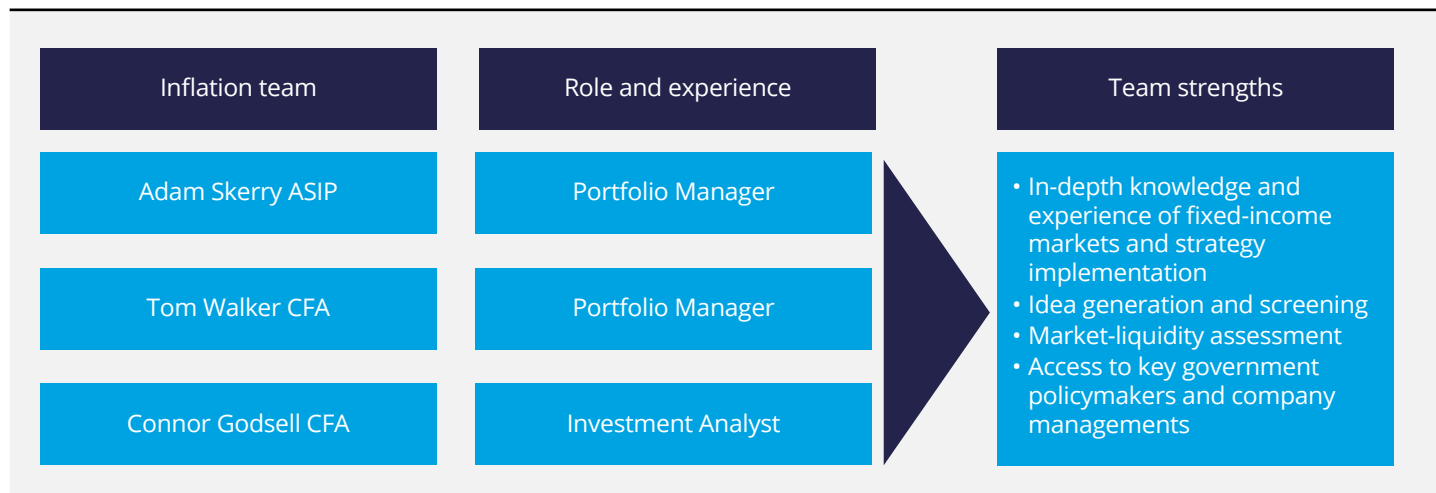 Inflation team
Role and experience
Team strengths
Adam Skerry ASIP
Portfolio Manager
Tom Walker CFA
Portfolio Manager
Connor Godsell CFA
Investment Analyst
• In-depth knowledge and
experience of fixed-income
markets and strategy
implementation
• Idea generation and screening
• Market-liquidity assessment
• Access to key government
policymakers and company
managements